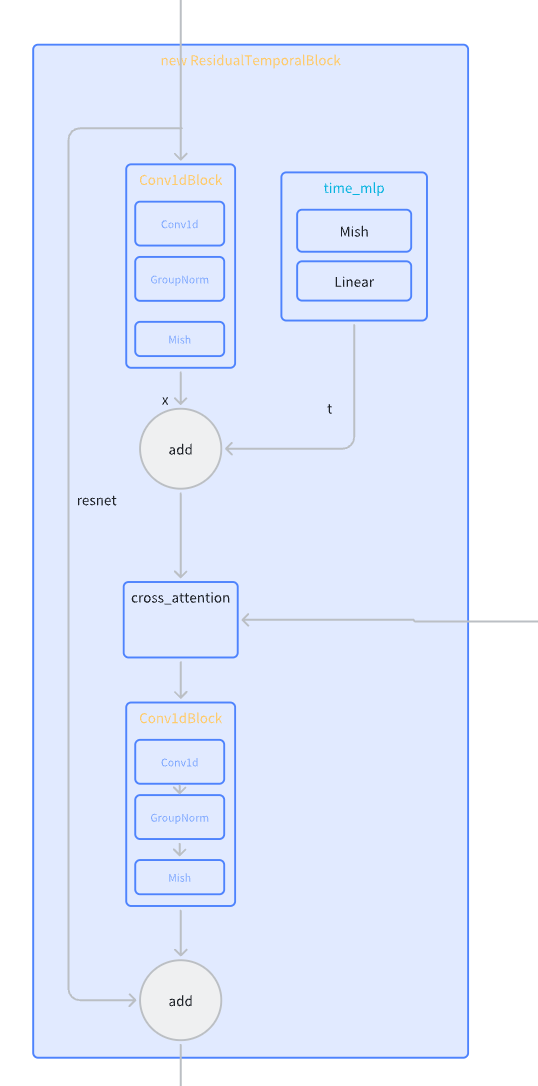 new ResidualTemporalBlock
Conv1dBlock
Conv1d
GroupNorm
Mish
time_mlp
Mish
Linear
x
t
add
resnet
cross_attention
Conv1dBlock
Conv1d
GroupNorm
Mish
add